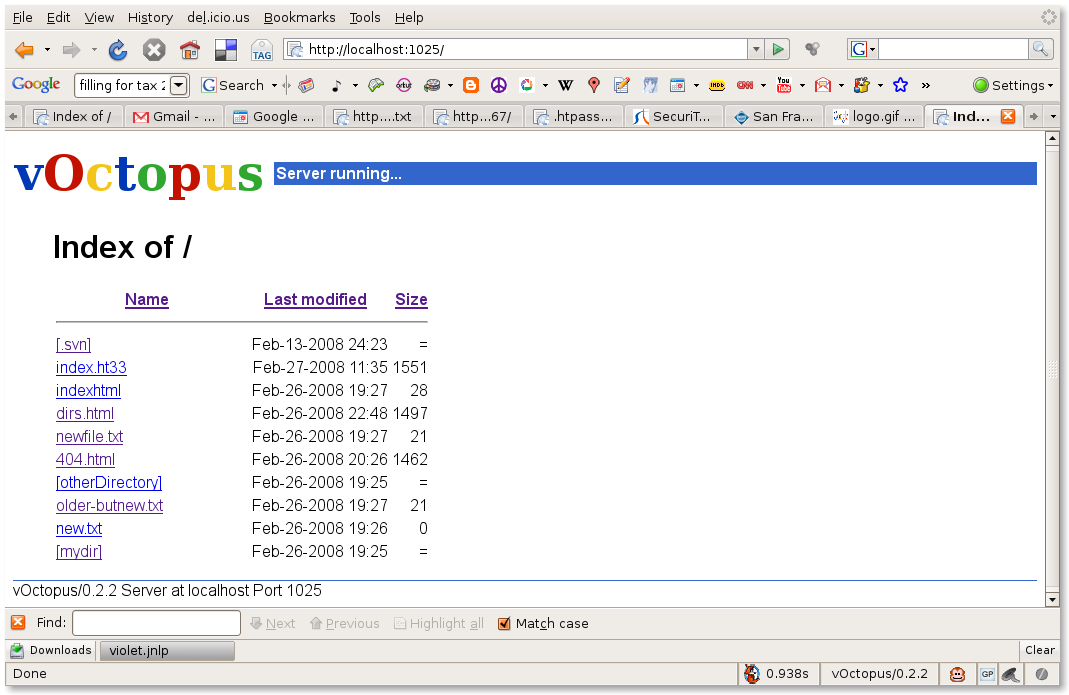 File Edit View History del.icio.us Bookmarks Tools Help
TAG http://localhost:1025/ G
Google filling for tax 2 G Search W IMDb CNN You Tube Settings
Index of / Gmail - ... Google ... http....txt http...67/ .htpass... SecuriT... San Fra... logo.gif ... Ind...
vOctopus Server running...
Index of /
Name Last modified Size
[.svn] Feb-13-2008 24:23 =
index.ht33 Feb-27-2008 11:35 1551
indexhtml Feb-26-2008 19:27 28
dirs.html Feb-26-2008 22:48 1497
newfile.txt Feb-26-2008 19:27 21
404.html Feb-26-2008 20:26 1462
[otherDirectory] Feb-26-2008 19:25 =
older-butnew.txt Feb-26-2008 19:27 21
new.txt Feb-26-2008 19:26 0
[mydir] Feb-26-2008 19:25 =
vOctopus/0.2.2 Server at localhost Port 1025
Find: Next Previous Highlight all Match case
Downloads violet.jnlp Clear
Done 0.938s vOctopus/0.2.2 GP